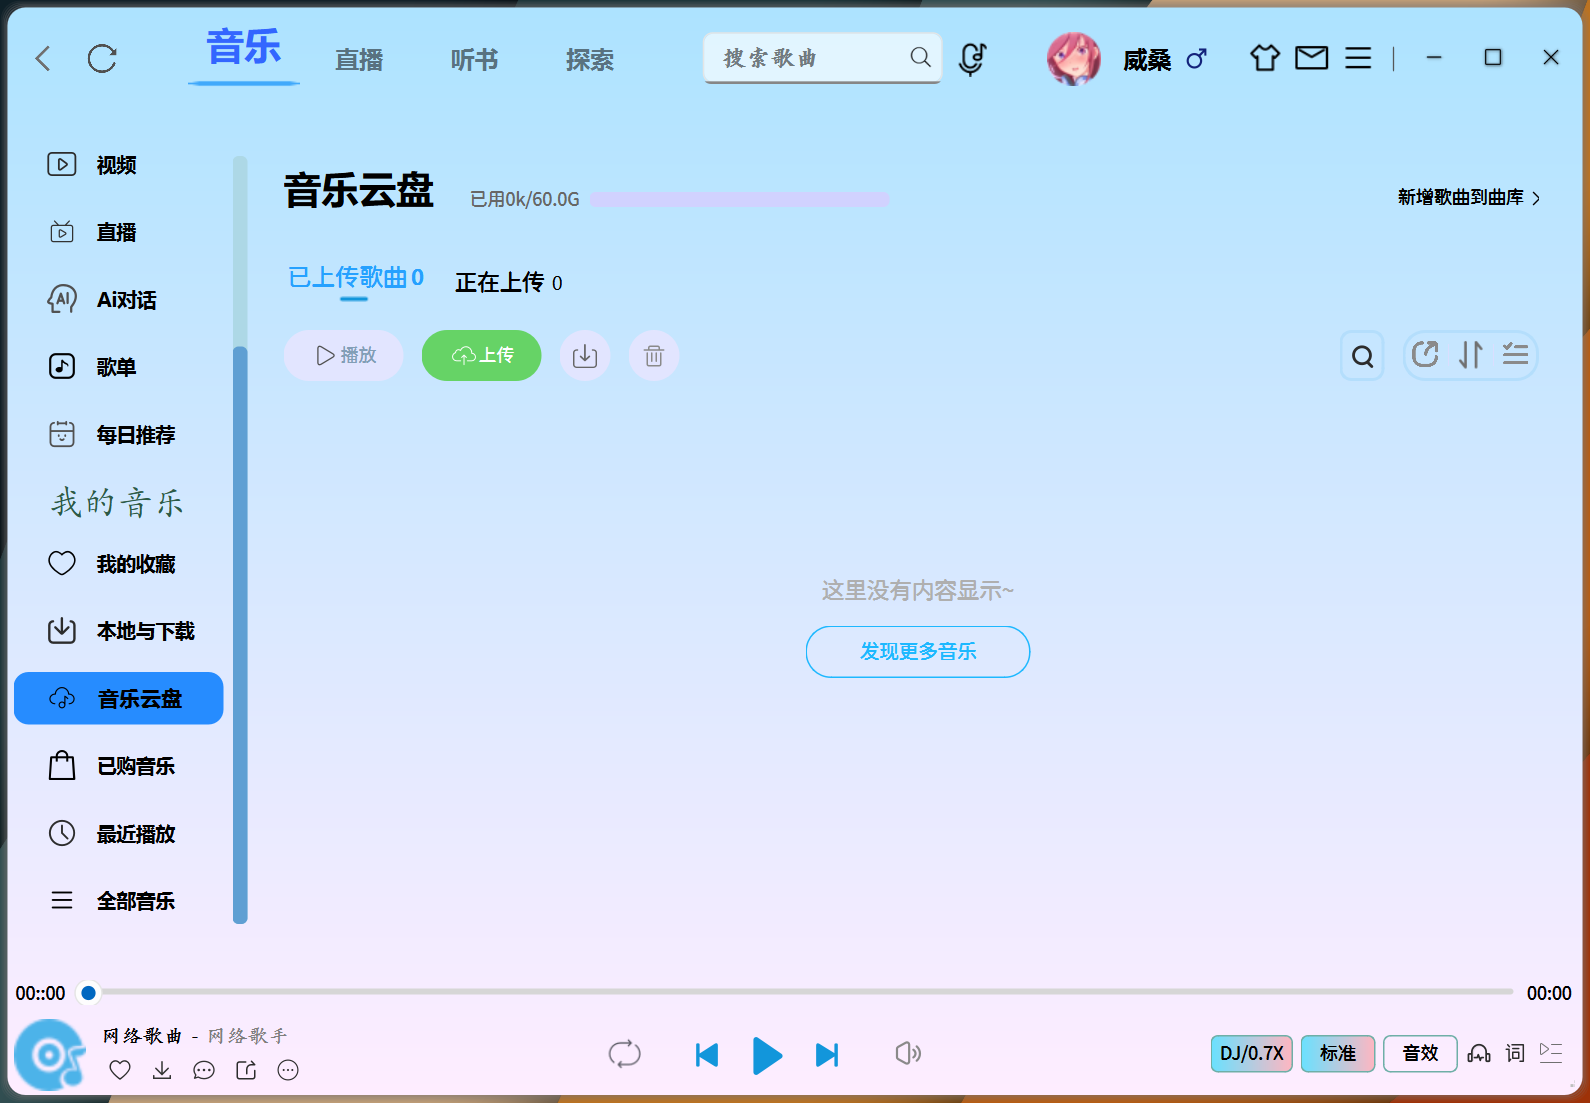 音乐 直播 听书 探索 搜索歌曲 威桑
视频
直播
Ai对话
歌单
每日推荐
我的音乐
我的收藏
本地与下载
音乐云盘
已购音乐
最近播放
全部音乐
音乐云盘 已用0k/60.0G 新增歌曲到曲库
已上传歌曲0 正在上传 0
播放 上传
这里没有内容显示~
发现更多音乐
00::00 00:00
网络歌曲 - 网络歌手
DJ/0.7X 标准 音效 词